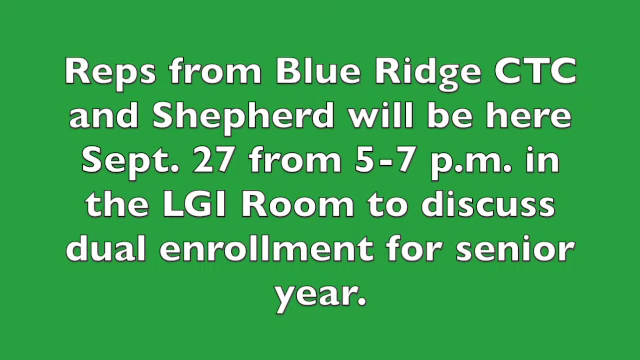 Reps from Blue Ridge CTC
and Shepherd will be here
Sept. 27 from 5-7 p.m. in
the LGI Room to discuss
dual enrollment for senior
year.